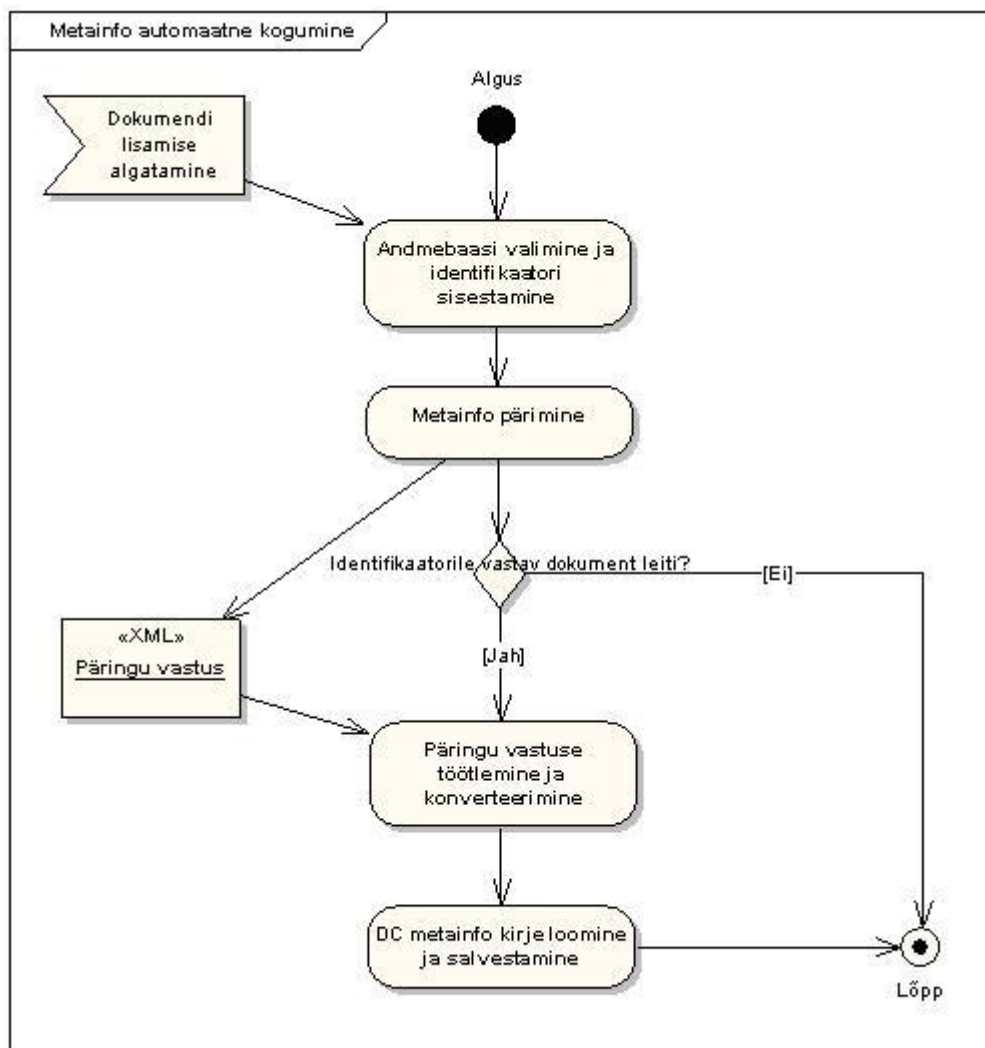 Metainfo automaatne kogumine
Algus
Dokumendi
lisamise
algatamine
Andmebaasi valimine ja
identifikaatori
sisestamine
Metainfo pärimine
Identifikaatorile vastav dokument leiti?
[Ei]
«XML»
Päringu vastus
[Jah]
Päringu vastuse
töötlemine ja
konverteerimine
DC metainfo kirje loomine
ja salvestamine
Lõpp